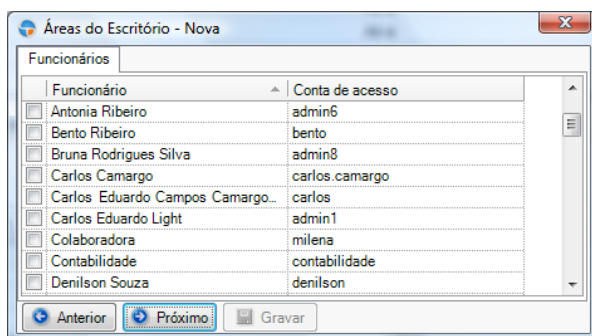 Áreas do Escritório - Nova
Funcionários
Funcionário Conta de acesso
Antonia Ribeiro admin6
Bento Ribeiro bento
Bruna Rodrigues Silva admin8
Carlos Camargo carlos.camargo
Carlos Eduardo Campos Camargo... carlos
Carlos Eduardo Light admin1
Colaboradora milena
Contabilidade contabilidade
Denilson Souza denilson
Anterior Próximo Gravar